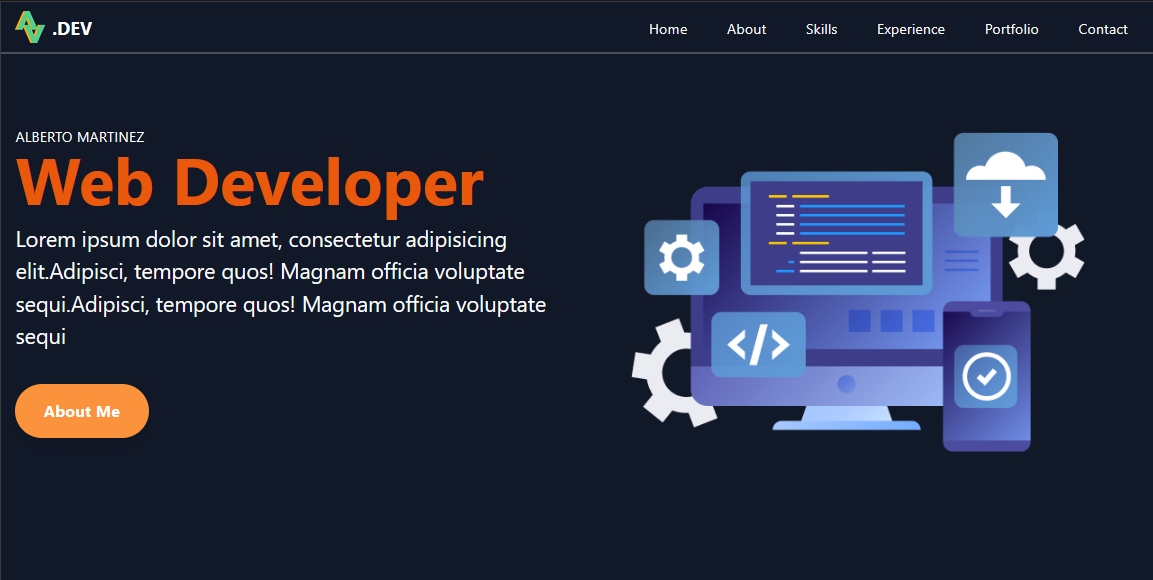 .DEV
Home About Skills Experience Portfolio Contact
ALBERTO MARTINEZ
Web Developer
Lorem ipsum dolor sit amet, consectetur adipisicing
elit.Adipisci, tempore quos! Magnam officia voluptate
sequi.Adipisci, tempore quos! Magnam officia voluptate
sequi
</>
About Me